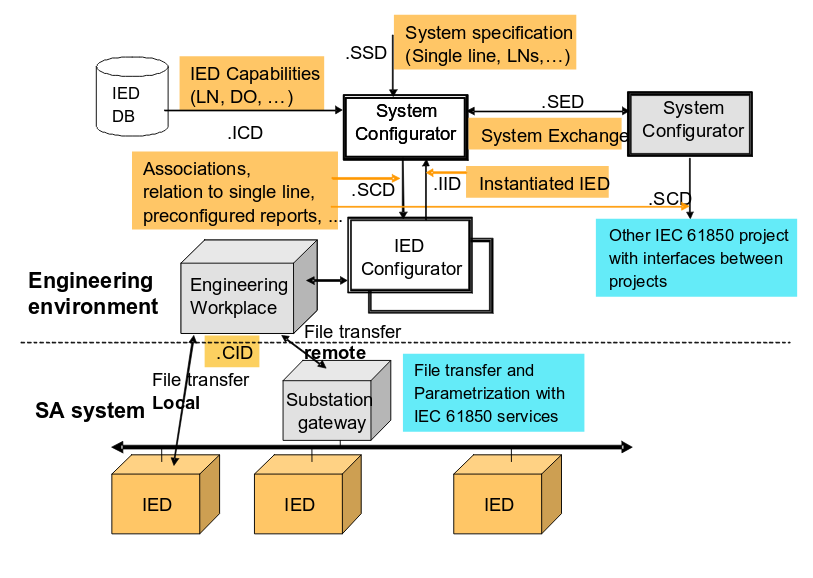 System specification
(Single line, LNs,…)
.SSD
IED Capabilities
(LN, DO, …)
IED
DB
.ICD
System
Configurator
.SED
System Exchange
System
Configurator
Associations,
relation to single line,
preconfigured reports, ...
.SCD
.IID
Instantiated IED
.SCD
Other IEC 61850 project
with interfaces between
projects
IED
Configurator
Engineering
Workplace
Engineering
environment
File transfer
remote
.CID
File transfer
Local
SA system
Substation
gateway
File transfer and
Parametrization with
IEC 61850 services
IED
IED
IED